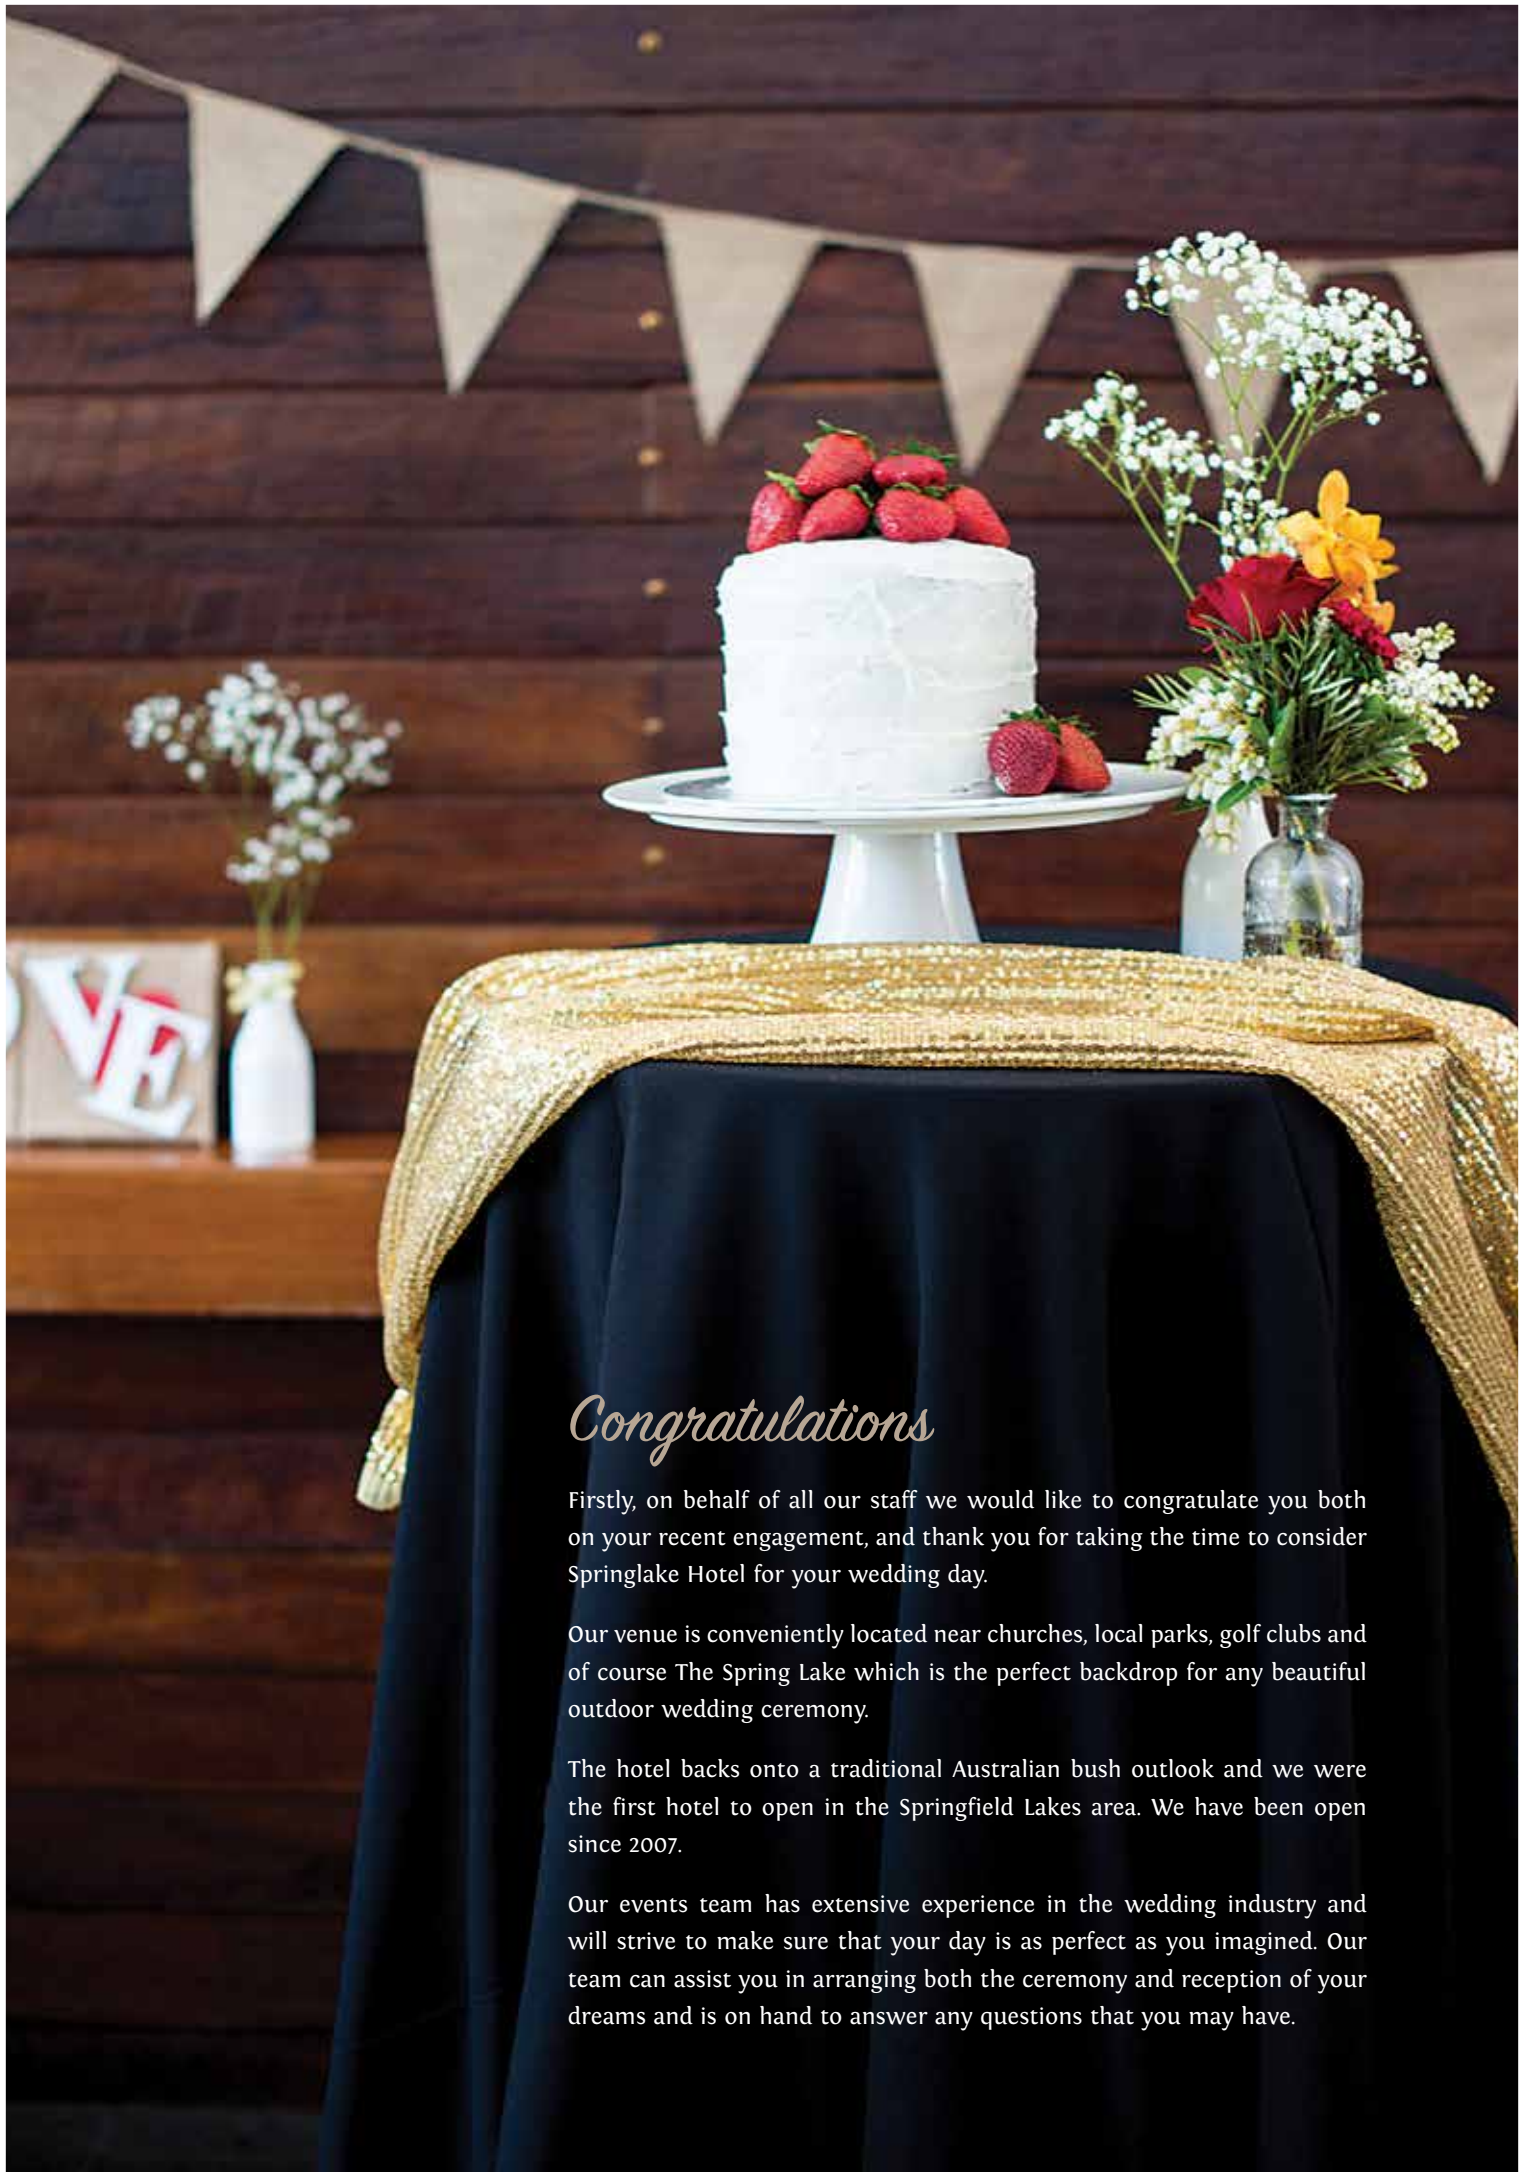 VE
Congratulations
Firstly, on behalf of all our staff we would like to congratulate you both
on your recent engagement, and thank you for taking the time to consider
Springlake Hotel for your wedding day.
Our venue is conveniently located near churches, local parks, golf clubs and
of course The Spring Lake which is the perfect backdrop for any beautiful
outdoor wedding ceremony.
The hotel backs onto a traditional Australian bush outlook and we were
the first hotel to open in the Springfield Lakes area. We have been open
since 2007.
Our events team has extensive experience in the wedding industry and
will strive to make sure that your day is as perfect as you imagined. Our
team can assist you in arranging both the ceremony and reception of your
dreams and is on hand to answer any questions that you may have.